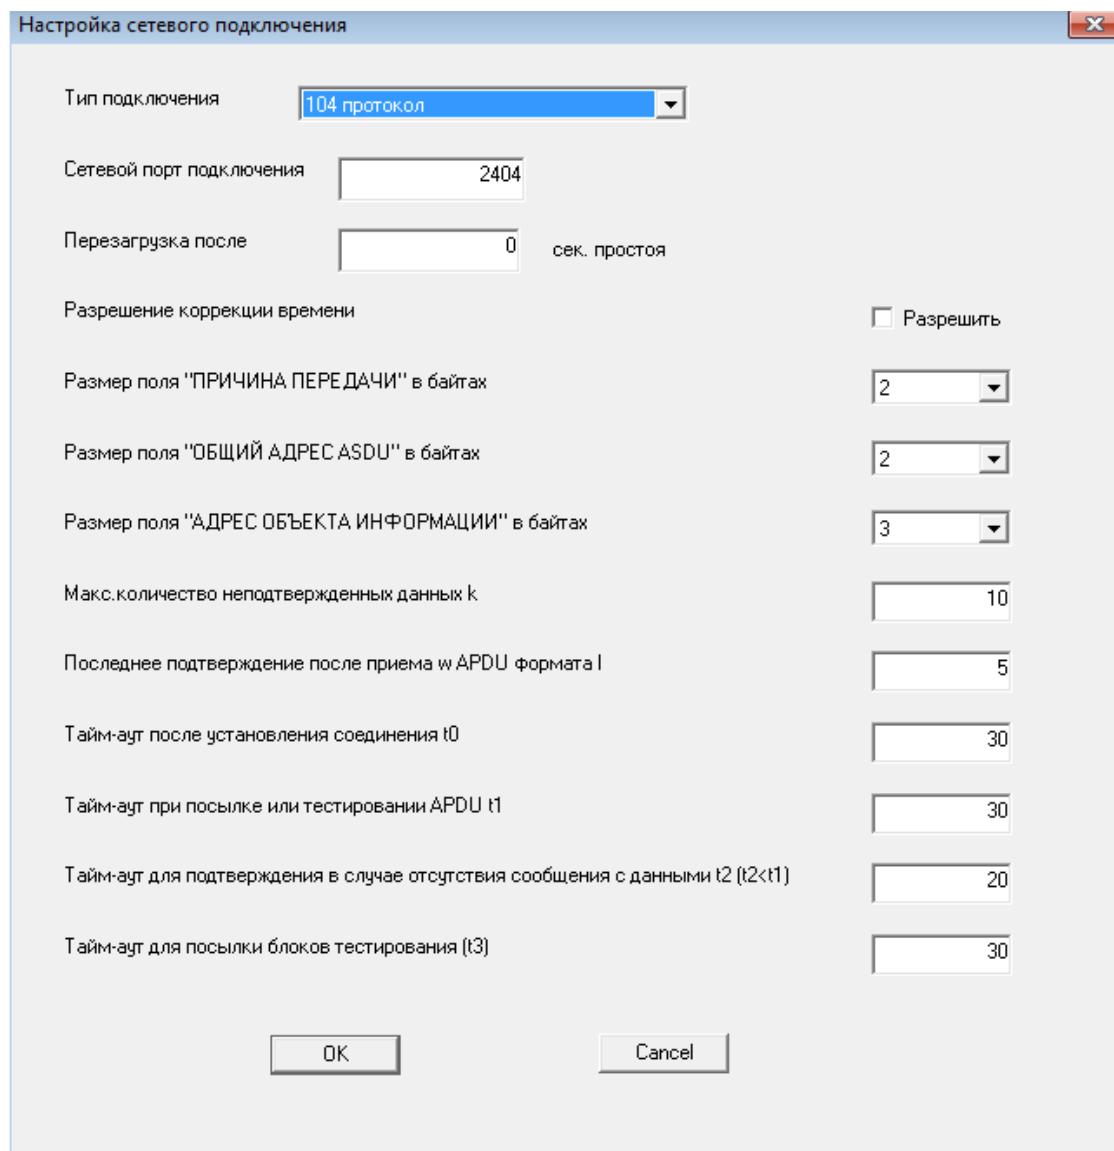 Настройка сетевого подключения
Тип подключения 104 протокол
Сетевой порт подключения 2404
Перезагрузка после 0 сек. простоя
Разрешение коррекции времени Разрешить
Размер поля "ПРИЧИНА ПЕРЕДАЧИ" в байтах 2
Размер поля "ОБЩИЙ АДРЕС ASDU" в байтах 2
Размер поля "АДРЕС ОБЪЕКТА ИНФОРМАЦИИ" в байтах 3
Макс.количество неподтвержденных данных k 10
Последнее подтверждение после приема w APDU формата I 5
Тайм-аут после установления соединения t0 30
Тайм-аут при посылке или тестировании APDU t1 30
Тайм-аут для подтверждения в случае отсутствия сообщения с данными t2 (t2<t1) 20
Тайм-аут для посылки блоков тестирования (t3) 30
OK Cancel